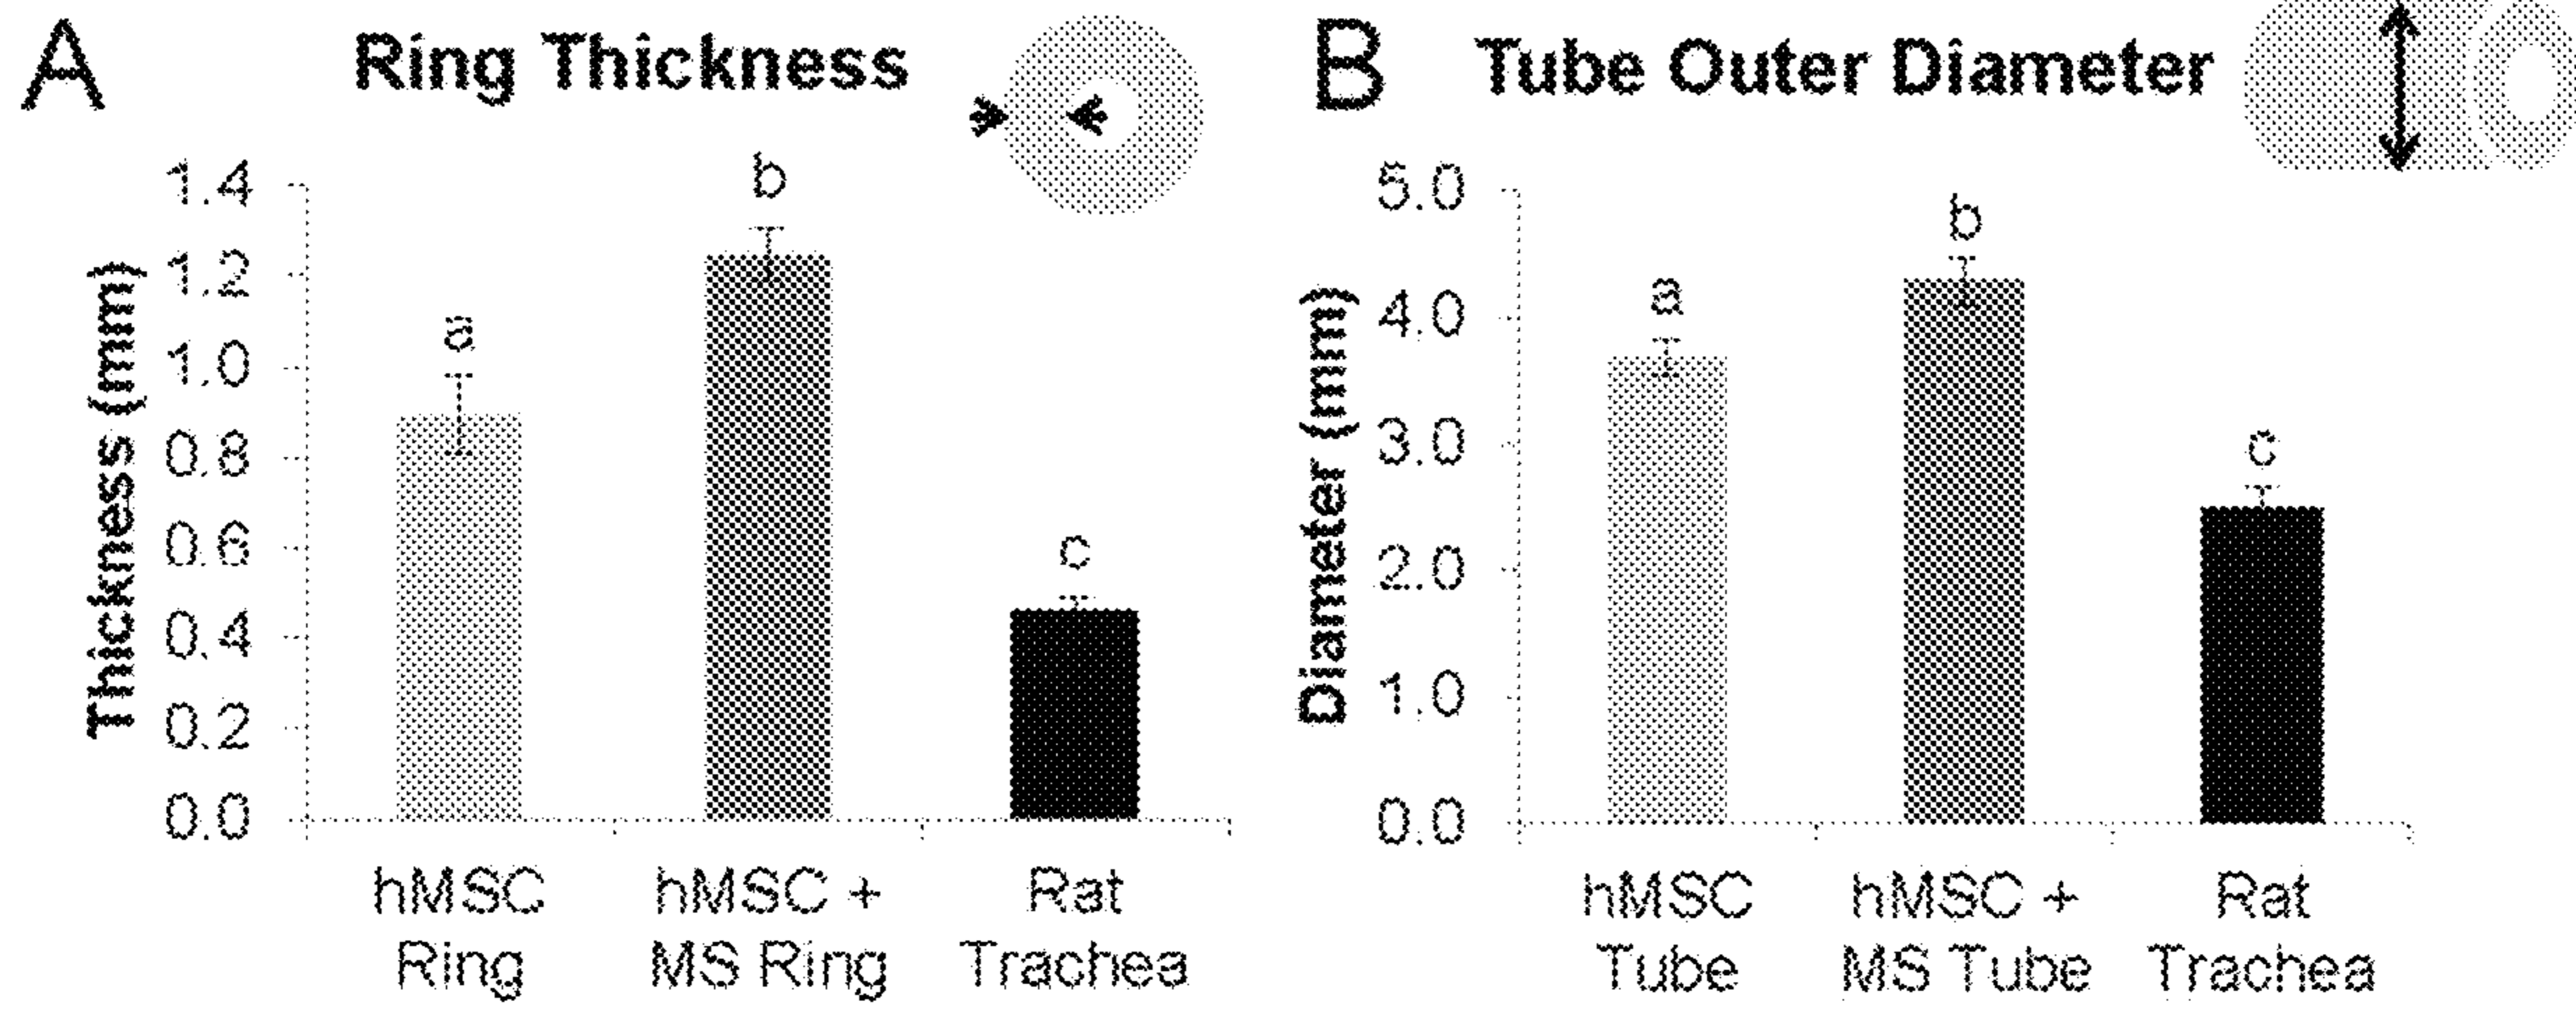 A
Ring Thickness
Thickness (mm)
1.4
1.2
1.0
0.8
0.6
0.4
0.2
0.0
a
b
c
hMSC
Ring
hMSC +
MS Ring
Rat
Trachea
B
Tube Outer Diameter
Diameter (mm)
5.0
4.0
3.0
2.0
1.0
0.0
a
b
c
hMSC
Tube
hMSC +
MS Tube
Rat
Trachea